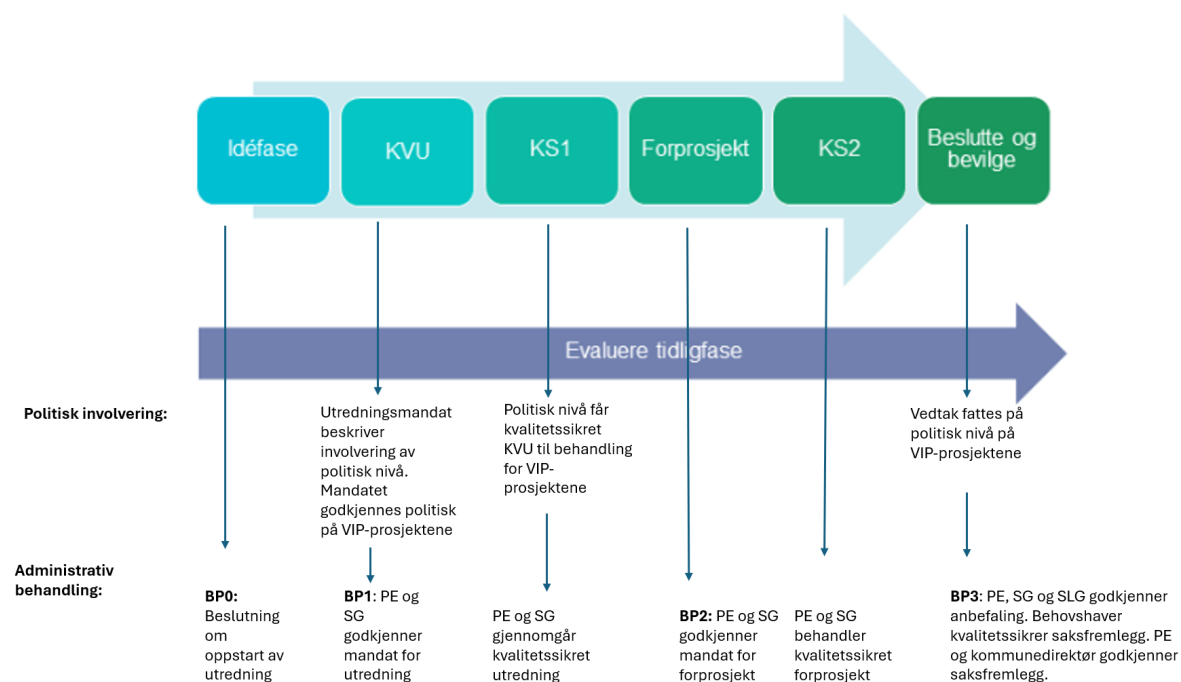 Idéfase
KVU
KS1
Forprosjekt
KS2
Beslutte og
bevilge
Evaluere tidligfase
Politisk involvering:
Utredningsmandat
beskriver
involvering av
politisk nivå.
Mandatet
godkjennes politisk
på VIP-prosjektene
Politisk nivå får
kvalitetssikret
KVU til behandling
for VIP-
prosjektene
Vedtak fattes på
politisk nivå på
VIP-prosjektene
Administrativ
behandling:
BP0:
Beslutning
om
oppstart av
utredning
BP1: PE og
SG
godkjenner
mandat for
utredning
PE og SG
gjennomgår
kvalitetssikret
utredning
BP2: PE og SG
godkjenner
mandat for
forprosjekt
PE og SG
behandler
kvalitetssikret
forprosjekt
BP3: PE, SG og SLG godkjenner
anbefaling. Behovshaver
kvalitetssikrer saksfremlegg. PE
og kommunedirektør godkjenner
saksfremlegg.